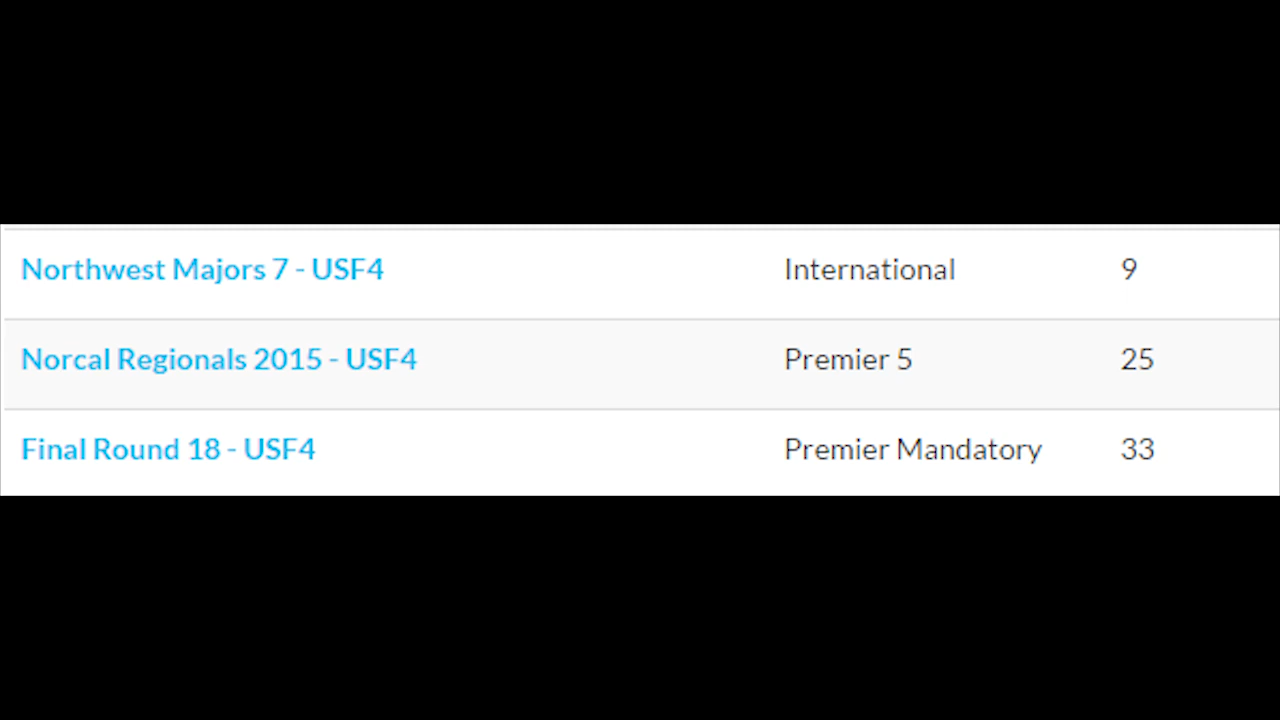 Northwest Majors 7 - USF4 International 9
Norcal Regionals 2015 - USF4 Premier 5 25
Final Round 18 - USF4 Premier Mandatory 33